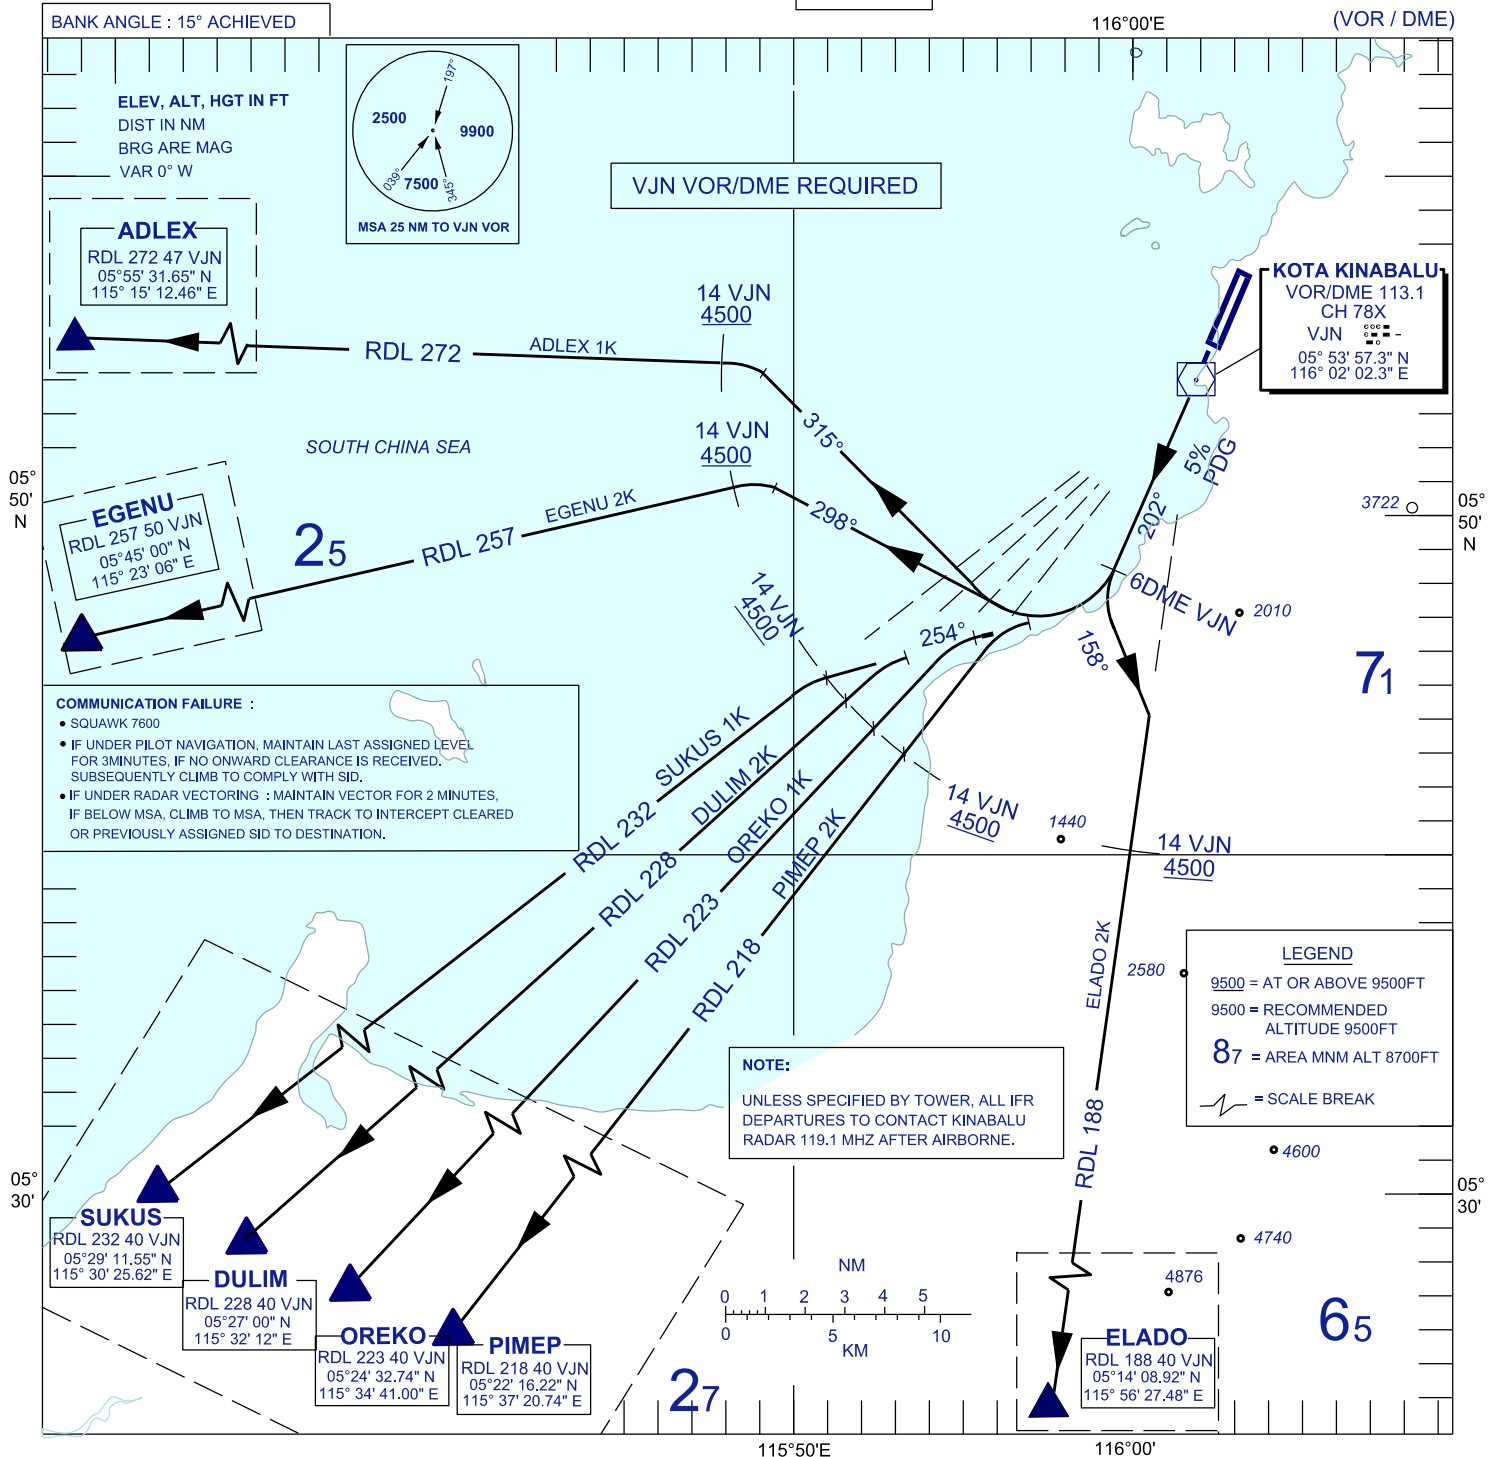 BANK ANGLE : 15° ACHIEVED
116°00'E
(VOR / DME)
ELEV, ALT, HGT IN FT
DIST IN NM
BRG ARE MAG
VAR 0° W
197°
2500
9900
039°
7500
345°
MSA 25 NM TO VJN VOR
VJN VOR/DME REQUIRED
ADLEX
RDL 272 47 VJN
05°55' 31.65" N
115° 15' 12.46" E
KOTA KINABALU
VOR/DME 113.1
CH 78X
VJN
05° 53' 57.3" N
116° 02' 02.3" E
14 VJN
4500
RDL 272
ADLEX 1K
315°
5%
PDG
202°
SOUTH CHINA SEA
14 VJN
4500
05°
50'
N
EGENU
RDL 257 50 VJN
05°45' 00" N
115° 23' 06" E
25
RDL 257
EGENU 2K
298°
3722
05°
50'
N
6DME VJN
2010
14 VJN
4500
254°
158°
71
COMMUNICATION FAILURE :
• SQUAWK 7600
• IF UNDER PILOT NAVIGATION, MAINTAIN LAST ASSIGNED LEVEL
FOR 3MINUTES, IF NO ONWARD CLEARANCE IS RECEIVED.
SUBSEQUENTLY CLIMB TO COMPLY WITH SID.
• IF UNDER RADAR VECTORING : MAINTAIN VECTOR FOR 2 MINUTES,
IF BELOW MSA, CLIMB TO MSA, THEN TRACK TO INTERCEPT CLEARED
OR PREVIOUSLY ASSIGNED SID TO DESTINATION.
RDL 232
SUKUS 1K
RDL 228
DULIM 2K
RDL 223
OREKO 1K
RDL 218
PIMEP 2K
14 VJN
4500
1440
14 VJN
4500
ELADO 2K
2580
RDL 188
LEGEND
9500 = AT OR ABOVE 9500FT
9500 = RECOMMENDED
ALTITUDE 9500FT
87 = AREA MNM ALT 8700FT
= SCALE BREAK
NOTE:
UNLESS SPECIFIED BY TOWER, ALL IFR
DEPARTURES TO CONTACT KINABALU
RADAR 119.1 MHZ AFTER AIRBORNE.
4600
05°
30'
05°
30'
4740
SUKUS
RDL 232 40 VJN
05°29' 11.55" N
115° 30' 25.62" E
DULIM
RDL 228 40 VJN
05°27' 00" N
115° 32' 12" E
OREKO
RDL 223 40 VJN
05°24' 32.74" N
115° 34' 41.00" E
PIMEP
RDL 218 40 VJN
05°22' 16.22" N
115° 37' 20.74" E
NM
0 1 2 3 4 5
0 5 10
KM
27
4876
ELADO
RDL 188 40 VJN
05°14' 08.92" N
115° 56' 27.48" E
65
115°50'E
116°00'